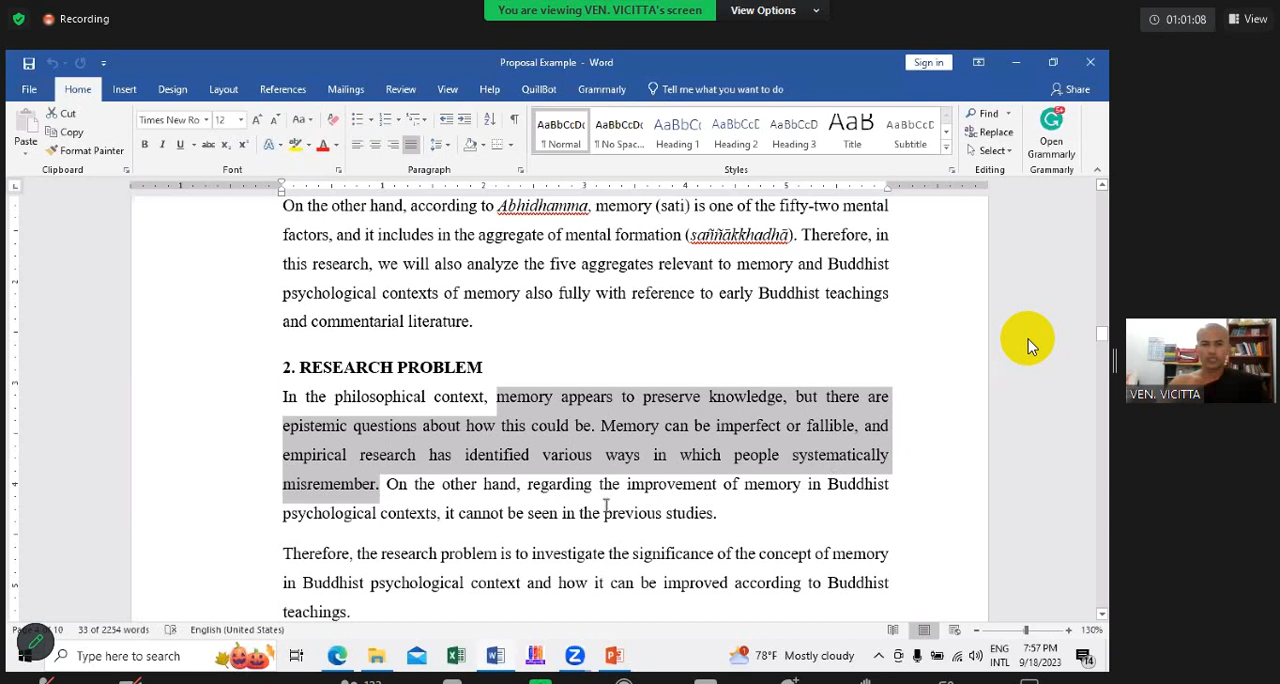 Recording
You are viewing VEN. VICITTA's screen
View Options
01:01:08
View
Proposal Example - Word
Sign in
File Home Insert Design Layout References Mailings Review View Help QuillBot Grammarly Tell me what you want to do Share
Paste
Cut
Copy
Format Painter
Times New Ro 12
AaBbCcDc
¶ Normal
AaBbCcDc
¶ No Spac...
AaBbC
Heading 1
AaBbCcC
Heading 2
AaBbCcD
Heading 3
AaB
Title
AaBbCcD
Subtitle
Find
Replace
Select
Open
Grammarly
Clipboard Font Paragraph Styles Editing Grammarly
On the other hand, according to Abhidhamma, memory (sati) is one of the fifty-two mental
factors, and it includes in the aggregate of mental formation (saññākkhadhā). Therefore, in
this research, we will also analyze the five aggregates relevant to memory and Buddhist
psychological contexts of memory also fully with reference to early Buddhist teachings
and commentarial literature.
2. RESEARCH PROBLEM
In the philosophical context, memory appears to preserve knowledge, but there are
epistemic questions about how this could be. Memory can be imperfect or fallible, and
empirical research has identified various ways in which people systematically
misremember. On the other hand, regarding the improvement of memory in Buddhist
psychological contexts, it cannot be seen in the previous studies.
Therefore, the research problem is to investigate the significance of the concept of memory
in Buddhist psychological context and how it can be improved according to Buddhist
teachings.
VEN. VICITTA
10 33 of 2254 words English (United States) 130%
Type here to search
78°F Mostly cloudy
ENG
INTL
7:57 PM
9/18/2023
14